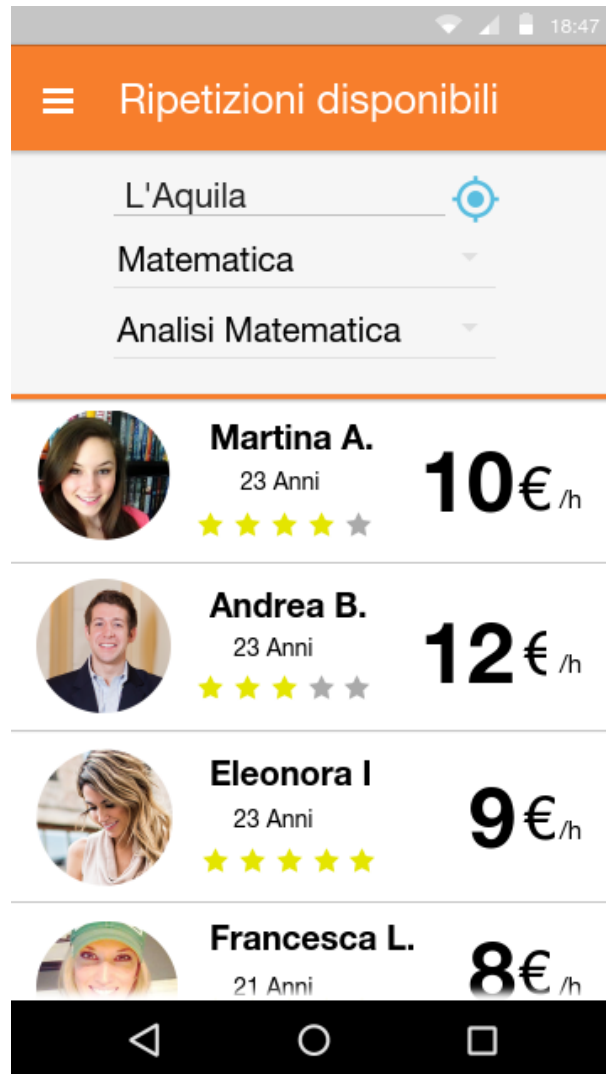 18:47
Ripetizioni disponibili
L'Aquila
Matematica
Analisi Matematica
Martina A.
23 Anni
10€/h
Andrea B.
23 Anni
12€/h
Eleonora I
23 Anni
9€/h
Francesca L.
21 Anni
8€/h